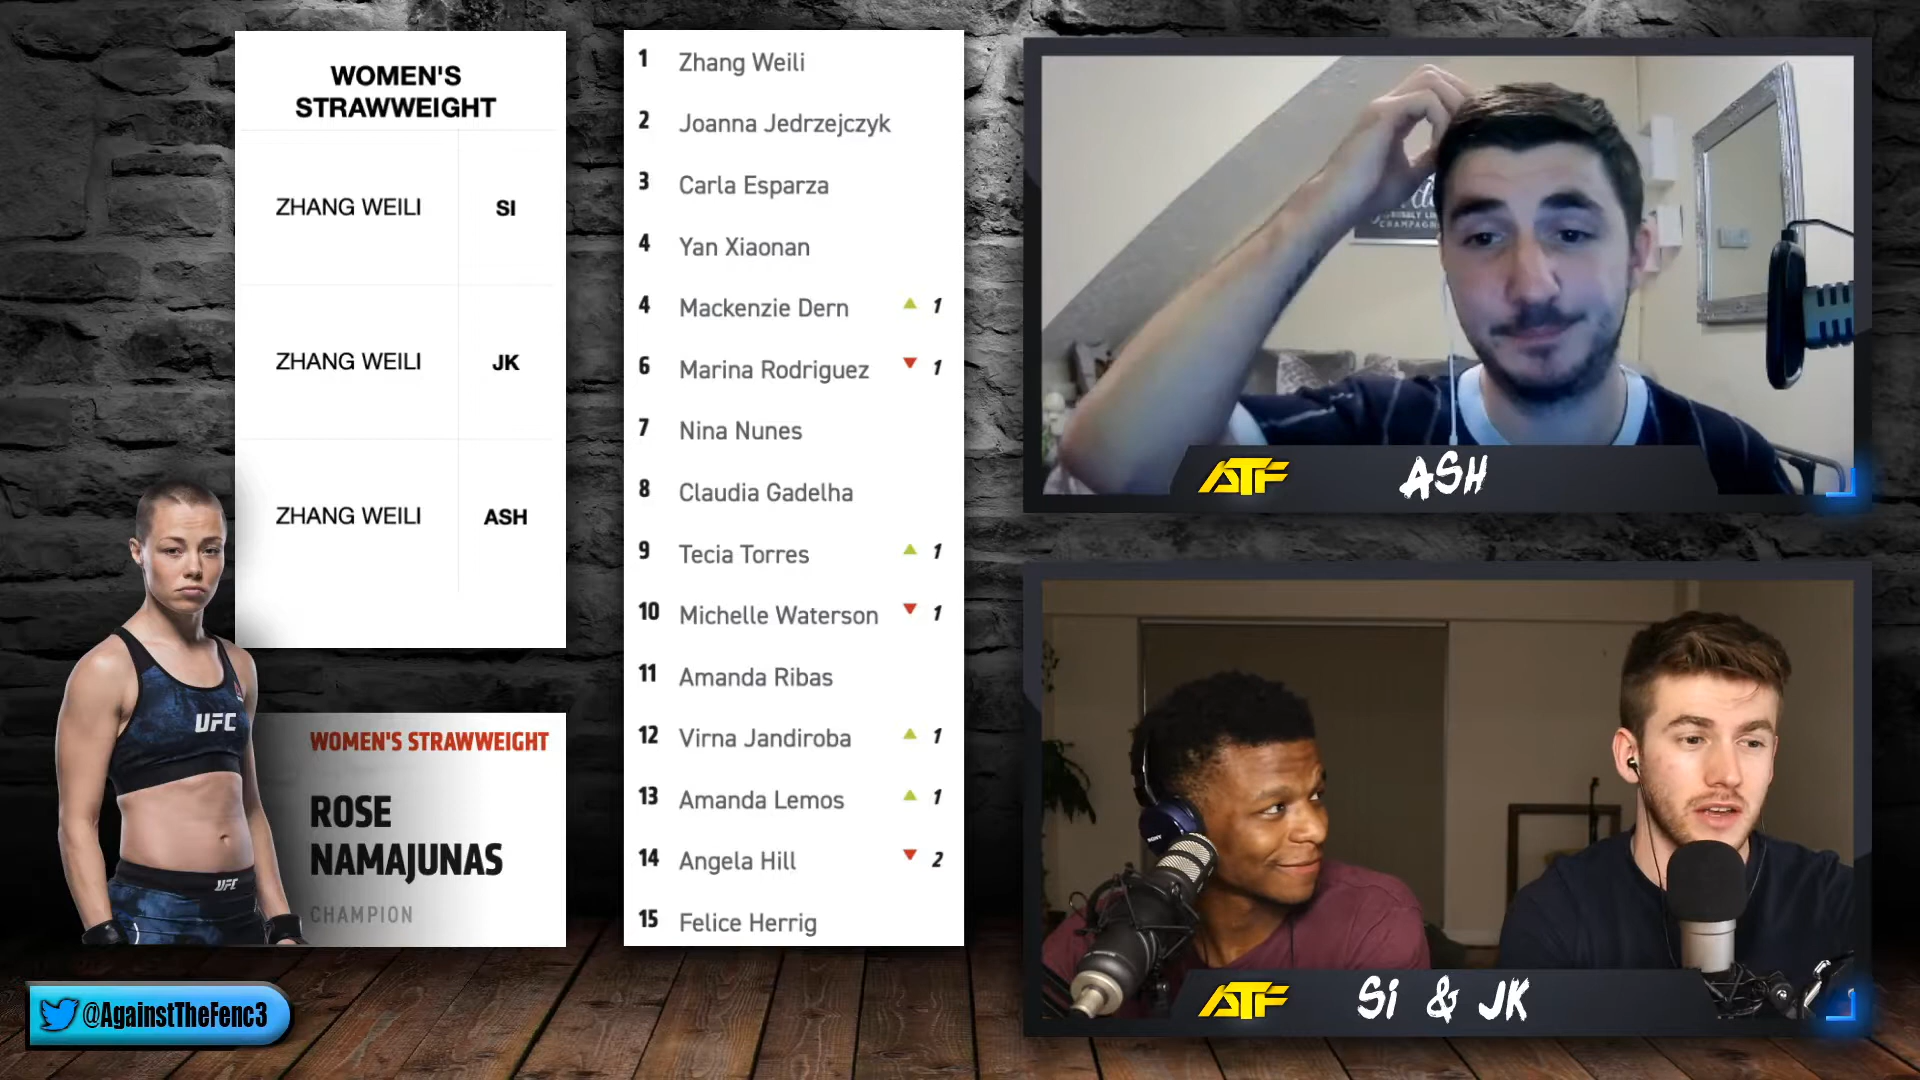 WOMEN'S
STRAWWEIGHT
ZHANG WEILI SI
ZHANG WEILI JK
ZHANG WEILI ASH
UFC
UFC
WOMEN'S STRAWWEIGHT
ROSE
NAMAJUNAS
CHAMPION
@AgainstTheFenc3
1 Zhang Weili
2 Joanna Jedrzejczyk
3 Carla Esparza
4 Yan Xiaonan
4 Mackenzie Dern 1
6 Marina Rodriguez 1
7 Nina Nunes
8 Claudia Gadelha
9 Tecia Torres 1
10 Michelle Waterson 1
11 Amanda Ribas
12 Virna Jandiroba 1
13 Amanda Lemos 1
14 Angela Hill 2
15 Felice Herrig
CHAMPAGN
ATF ASH
SONY
ATF Si & JK